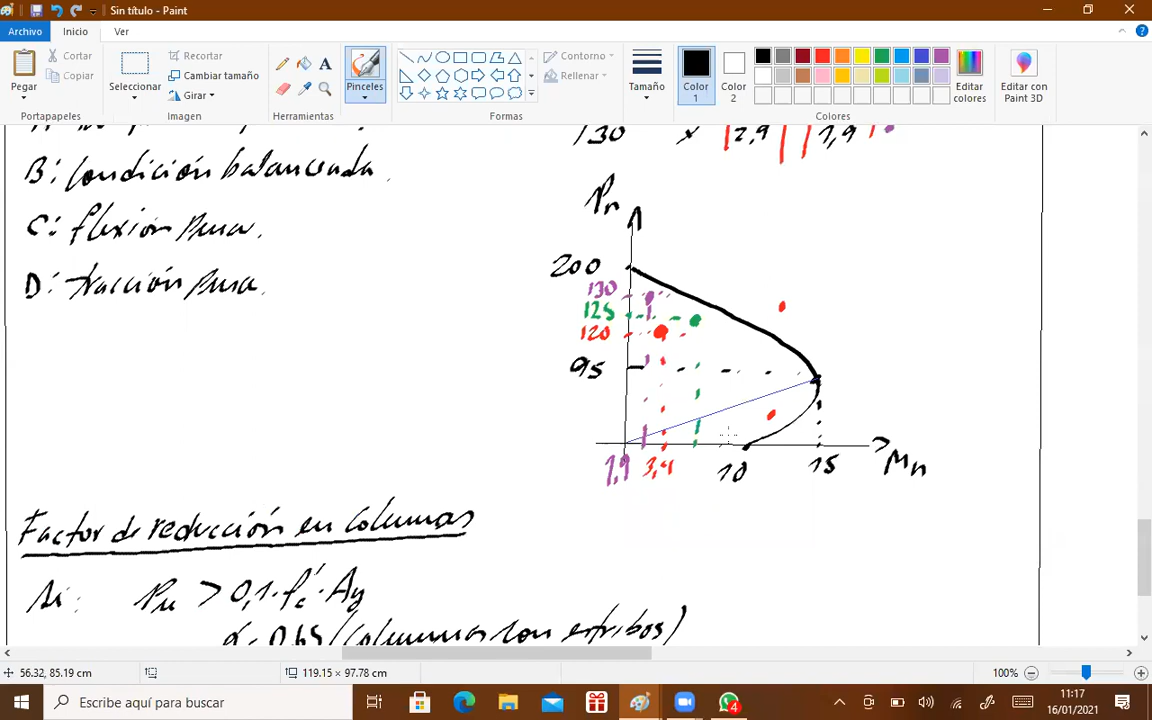 Sin título - Paint
Archivo
Inicio
Ver
Pegar
Cortar
Copiar
Portapapeles
Seleccionar
Recortar
Cambiar tamaño
Girar
Imagen
A
Herramientas
Pinceles
Contorno
Rellenar
Formas
Tamaño
Color
1
Color
2
Editar
colores
Editar con
Paint 3D
Colores
B: Condición balanceada
C: flexión Pura.
D: tracción Pura
130 x 2,9 1,9
Pn
200
130
125
120
95
1,9
3,4
10
15
Mn
Factor de reducción en Columnas
Si: Pu > 0,1·f'c·Ag
0,65 (Columnas con estribos)
56.32, 85.19 cm
119.15 × 97.78 cm
100%
Escribe aquí para buscar
4
11:17
16/01/2021